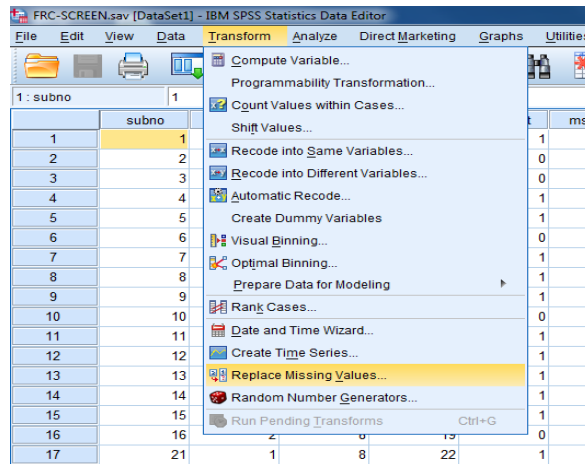 FRC-SCREEN.sav [DataSet1] - IBM SPSS Statistics Data Editor
File Edit View Data Transform Analyze Direct Marketing Graphs Utilities
1 : subno 1
subno
Compute Variable...
Programmability Transformation...
Count Values within Cases...
Shift Values...
Recode into Same Variables...
Recode into Different Variables...
Automatic Recode...
Create Dummy Variables
Visual Binning...
Optimal Binning...
Prepare Data for Modeling
Rank Cases...
Date and Time Wizard...
Create Time Series...
Replace Missing Values...
Random Number Generators...
Run Pending Transforms Ctrl+G
1 1 1
2 2 0
3 3 0
4 4 1
5 5 1
6 6 0
7 7 1
8 8 1
9 9 1
10 10 0
11 11 1
12 12 1
13 13 1
14 14 1
15 15 1
16 16 2 8 19 0
17 21 1 8 22 1